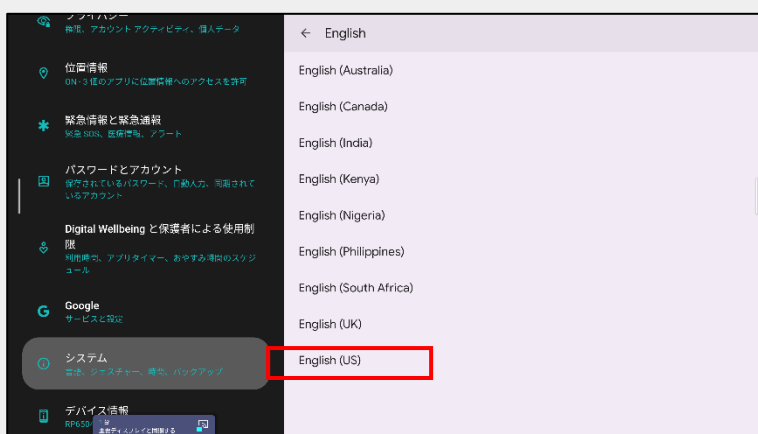 プライバシー
権限、アカウント アクティビティ、個人データ
位置情報
ON - 3 個のアプリに位置情報へのアクセスを許可
緊急情報と緊急通報
緊急 SOS、医療情報、アラート
パスワードとアカウント
保存されているパスワード、自動入力、同期されて
いるアカウント
Digital Wellbeing と保護者による使用制
限
利用時間、アプリタイマー、おやすみ時間のスケジ
ュール
Google
サービスと設定
システム
言語、ジェスチャー、時間、バックアップ
デバイス情報
RP650
← English
English (Australia)
English (Canada)
English (India)
English (Kenya)
English (Nigeria)
English (Philippines)
English (South Africa)
English (UK)
English (US)